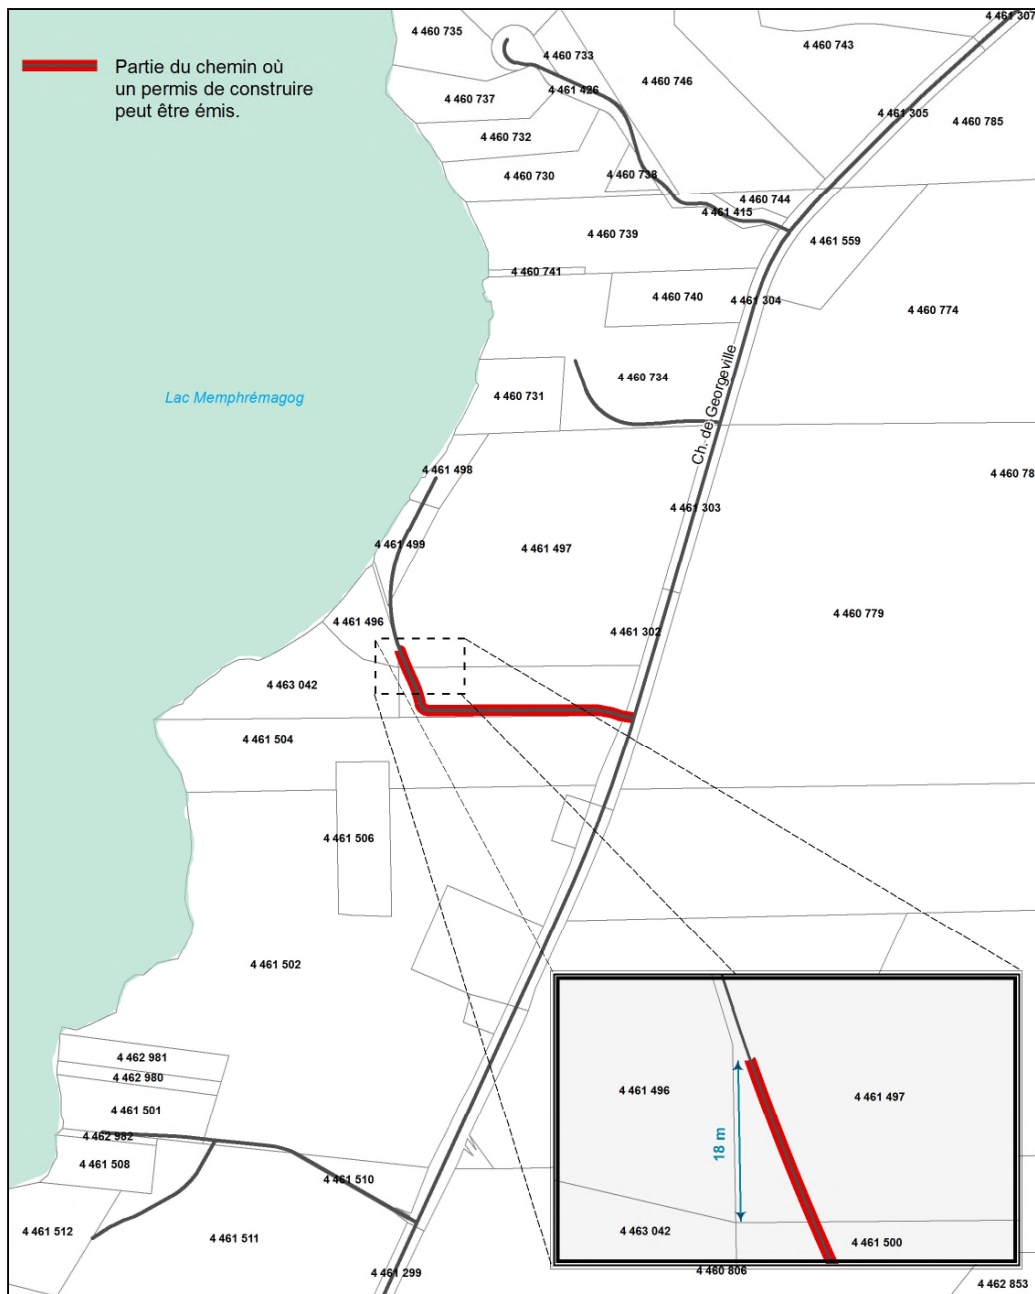 4 461 307
4 460 735
4 460 743
4 460 733
Partie du chemin où
un permis de construire
peut être émis.
4 460 746
4 461 426
4 460 737
4 461 305
4 460 785
4 460 732
4 460 730
4 460 738
4 460 744
4 461 415
4 460 739
4 461 559
4 460 741
4 460 740
4 461 304
4 460 774
4 460 734
Ch. de Georgeville
Lac Memphrémagog
4 460 731
4 461 498
4 460 78
4 461 303
4 461 499
4 461 497
4 460 779
4 461 496
4 461 302
4 463 042
4 461 504
4 461 506
4 461 502
4 462 981
4 462 980
4 461 501
4 462 982
4 461 508
4 461 510
4 461 512
4 461 511
4 461 299
4 461 496
4 461 497
18 m
4 463 042
4 461 500
4 460 806
4 462 853